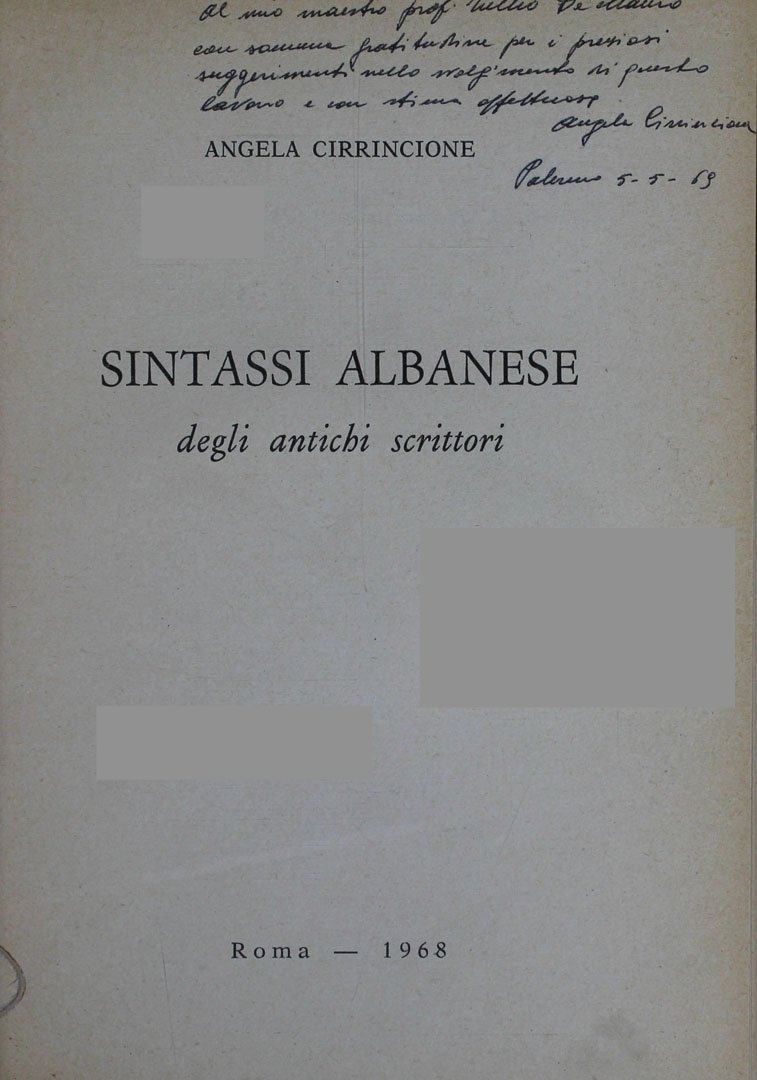 Al mio maestro prof. Tullio De Mauro
con somma gratitudine per i preziosi
suggerimenti nello svolgimento di questo
lavoro e con stima affettuosa
Angela Cirrincione
Palermo 5-5-69
ANGELA CIRRINCIONE
SINTASSI ALBANESE
degli antichi scrittori
Roma — 1968